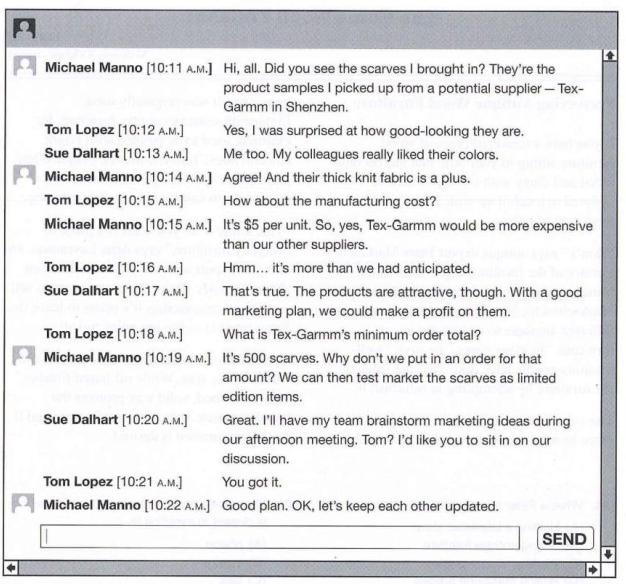 Michael Manno [10:11 A.M.] Hi, all. Did you see the scarves I brought in? They're the
product samples I picked up from a potential supplier—Tex-
Garmm in Shenzhen.
Tom Lopez [10:12 A.M.] Yes, I was surprised at how good-looking they are.
Sue Dalhart [10:13 A.M.] Me too. My colleagues really liked their colors.
Michael Manno [10:14 A.M.] Agree! And their thick knit fabric is a plus.
Tom Lopez [10:15 A.M.] How about the manufacturing cost?
Michael Manno [10:15 A.M.] It's $5 per unit. So, yes, Tex-Garmm would be more expensive
than our other suppliers.
Tom Lopez [10:16 A.M.] Hmm... it's more than we had anticipated.
Sue Dalhart [10:17 A.M.] That's true. The products are attractive, though. With a good
marketing plan, we could make a profit on them.
Tom Lopez [10:18 A.M.] What is Tex-Garmm's minimum order total?
Michael Manno [10:19 A.M.] It's 500 scarves. Why don't we put in an order for that
amount? We can then test market the scarves as limited
edition items.
Sue Dalhart [10:20 A.M.] Great. I'll have my team brainstorm marketing ideas during
our afternoon meeting. Tom? I'd like you to sit in on our
discussion.
Tom Lopez [10:21 A.M.] You got it.
Michael Manno [10:22 A.M.] Good plan. OK, let's keep each other updated.
SEND